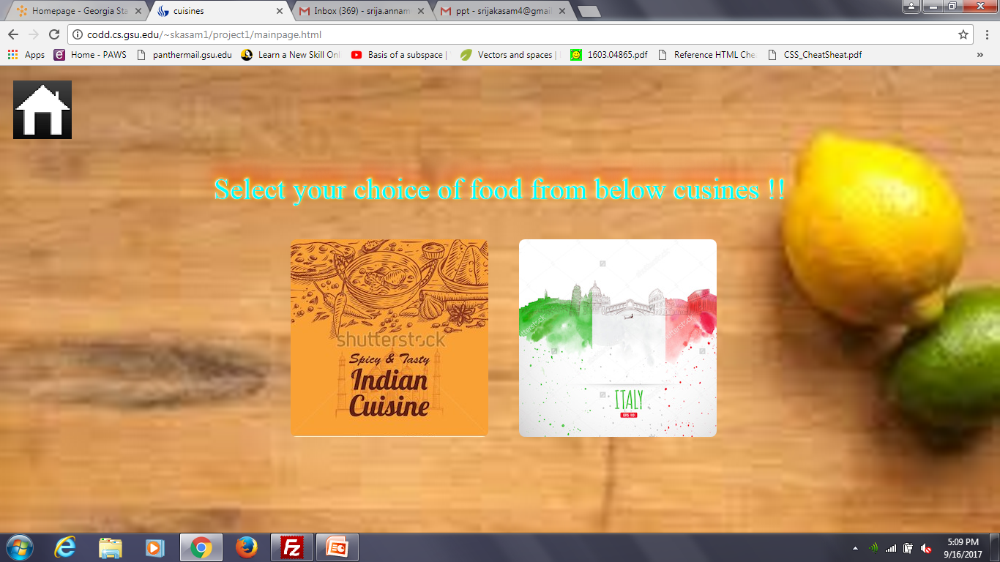 Homepage - Georgia Sta
cuisines
Inbox (369) - srija.annam
ppt - srijakasam4@gmail
codd.cs.gsu.edu/~skasam1/project1/mainpage.html
Apps
Home - PAWS
panthermail.gsu.edu
Learn a New Skill Onl
Basis of a subspace |
Vectors and spaces |
1603.04865.pdf
Reference HTML Che
CSS_CheatSheat.pdf
Select your choice of food from below cusines !!
shutterstock
Spicy & Tasty
Indian
Cuisine
shutterstock
shutterstock
ITALY
EPS 10
5:09 PM
9/16/2017